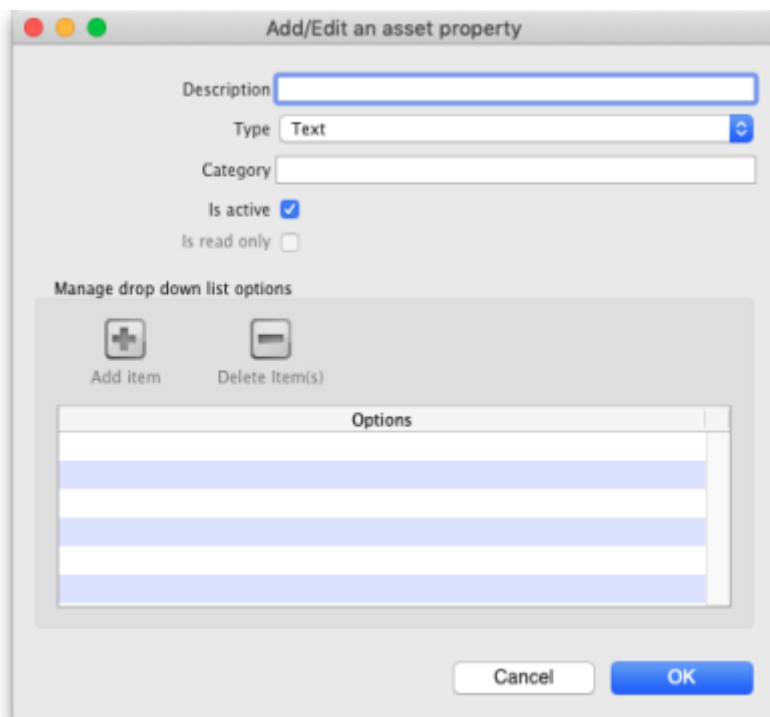 Add/Edit an asset property
Description
Type Text
Category
Is active
Is read only
Manage drop down list options
Add item Delete Item(s)
Options
Cancel OK